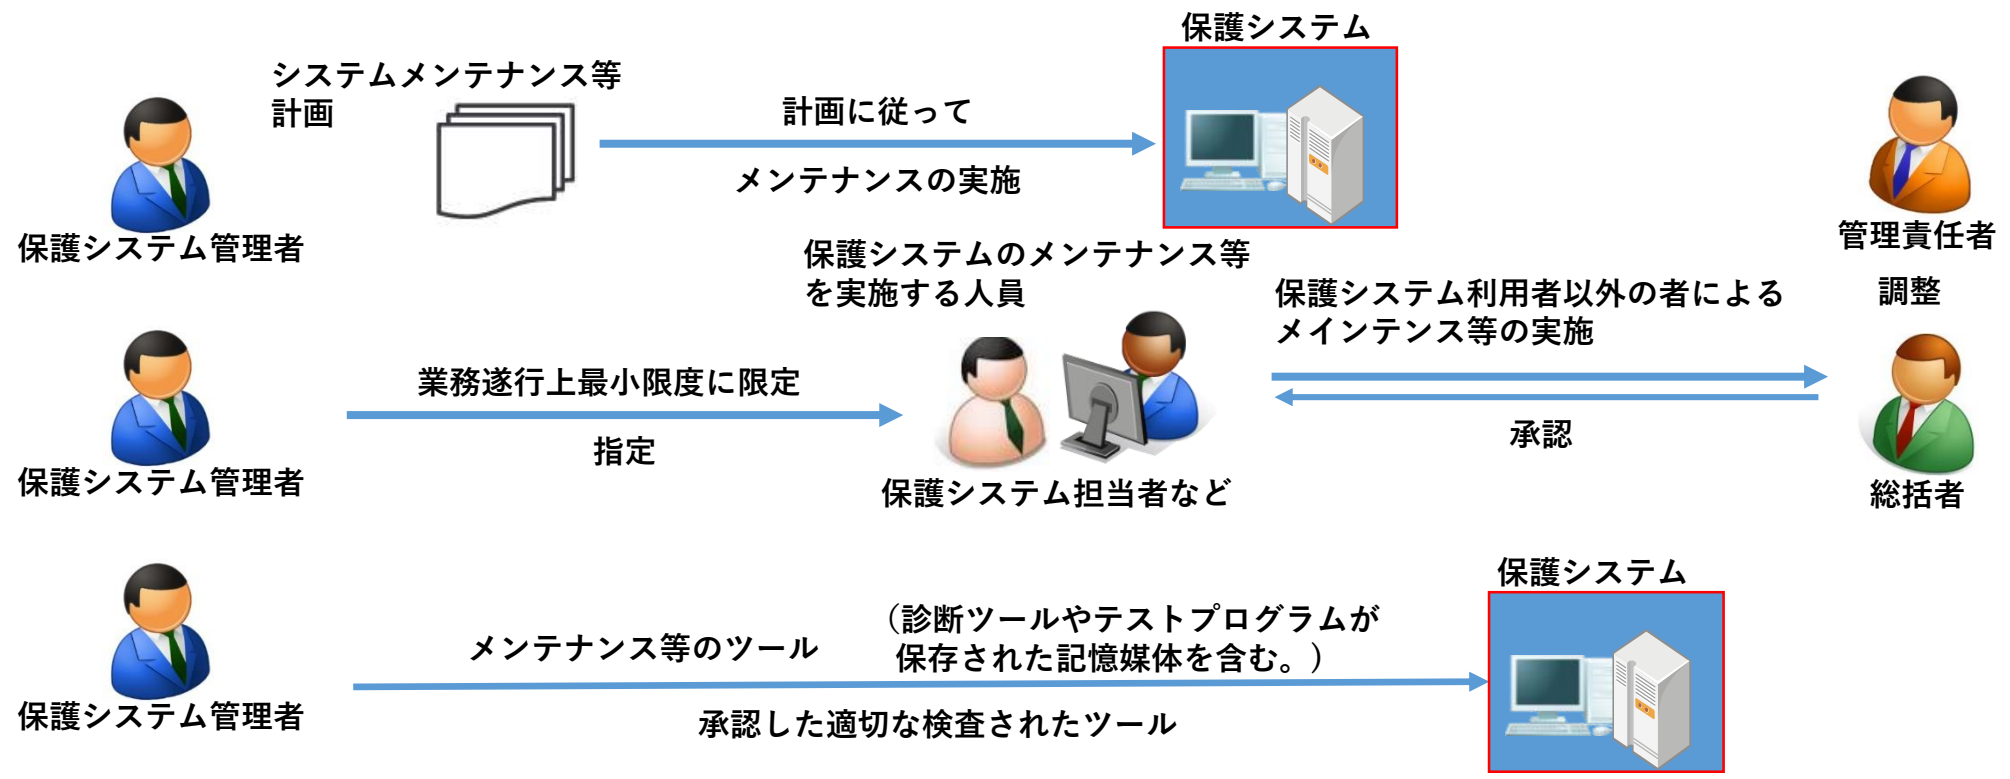 保護システム
システムメンテナンス等
計画
計画に従って
メンテナンスの実施
保護システム管理者
管理責任者
保護システムのメンテナンス等
を実施する人員
保護システム利用者以外の者による
メインテンス等の実施
調整
業務遂行上最小限度に限定
指定
承認
保護システム管理者
保護システム担当者など
総括者
保護システム
メンテナンス等のツール
（診断ツールやテストプログラムが
保存された記憶媒体を含む。）
保護システム管理者
承認した適切な検査されたツール